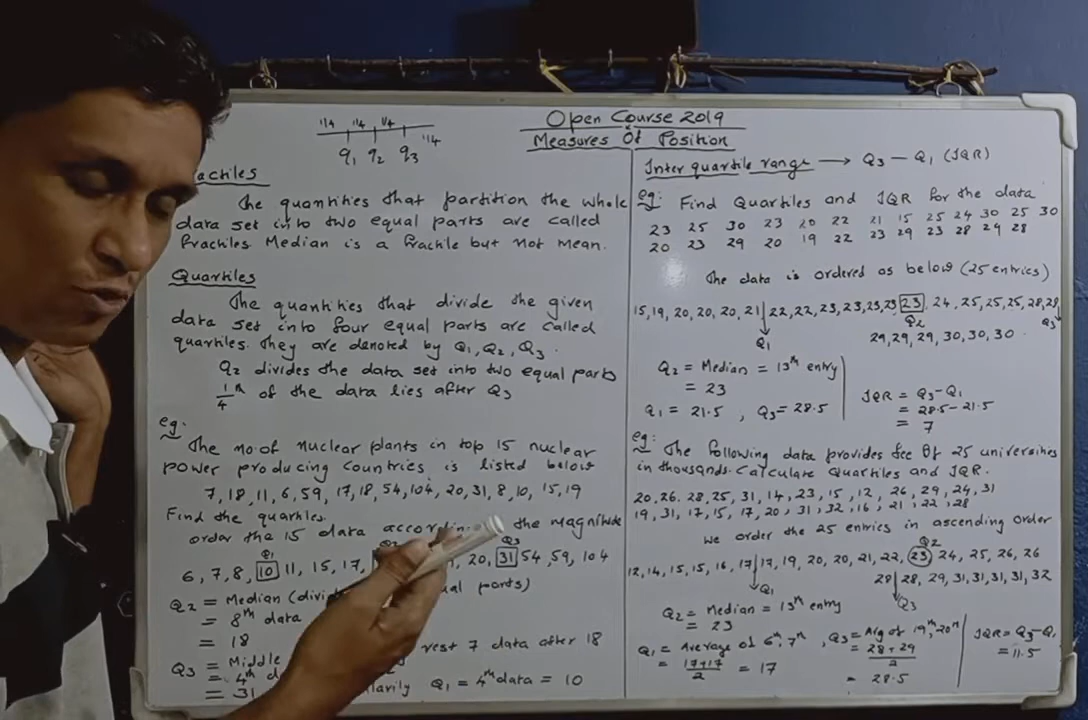 Open Course 2019
Measures Of Position
1/4 1/4 1/4 1/4
q1 q2 q3
actiles
The quantities that partition the whole
data set into two equal parts are called
fractiles Median is a fractile but not mean.
Quartiles
The quantities that divide the given
data set into four equal parts are called
quartiles. They are denoted by Q1, Q2, Q3.
Q2 divides the data set into two equal parts
1/4 th of the data lies after Q3
eg:
The no. of nuclear plants in top 15 nuclear
power producing countries is listed below
7, 18, 11, 6, 59, 17, 18, 54, 104, 20, 31, 8, 10, 15, 19
Find the quartiles
order the 15 data accordin the magnitude
Q1 Q3
6, 7, 8, 10 11, 15, 17, 20, 31 54, 59, 104
Q2 = Median (divi al parts)
= 8th data
= 18
Q3 = Middle rest 7 data after 18
= 4th d
= 31 ilarly Q1 = 4th data = 10
Inter quartile range → Q3 – Q1 (IQR)
eg: Find Quartiles and IQR for the data
23 25 30 23 20 22 21 15 25 24 30 25 30
20 23 29 20 19 22 23 29 23 28 29 28
The data is ordered as below (25 entries)
15, 19, 20, 20, 20, 21 22, 22, 23, 23, 23, 23 23, 24, 25, 25, 25, 28, 28,
Q1 Q2 Q3
29, 29, 29, 30, 30, 30.
Q2 = Median = 13th entry
= 23
Q1 = 21.5 , Q3 = 28.5
IQR = Q3 – Q1
= 28.5 – 21.5
= 7
eg: The following data provides fee of 25 universities
in thousands. Calculate Quartiles and IQR.
20, 26, 28, 25, 31, 14, 23, 15, 12, 26, 29, 24, 31
19, 31, 17, 15, 17, 20, 31, 32, 16, 21, 22, 28
We order the 25 entries in ascending order
Q2
12, 14, 15, 15, 16, 17 17, 19, 20, 20, 21, 22, 23 24, 25, 26, 26
Q1
28 28, 29, 31, 31, 31, 31, 32
Q3
Q2 = Median = 13th entry
= 23
Q1 = Average of 6th, 7th
= 17+17/2 = 17
, Q3 = Avg of 19th, 20th
= 28+29/2
= 28.5
IQR = Q3 – Q1
= 11.5